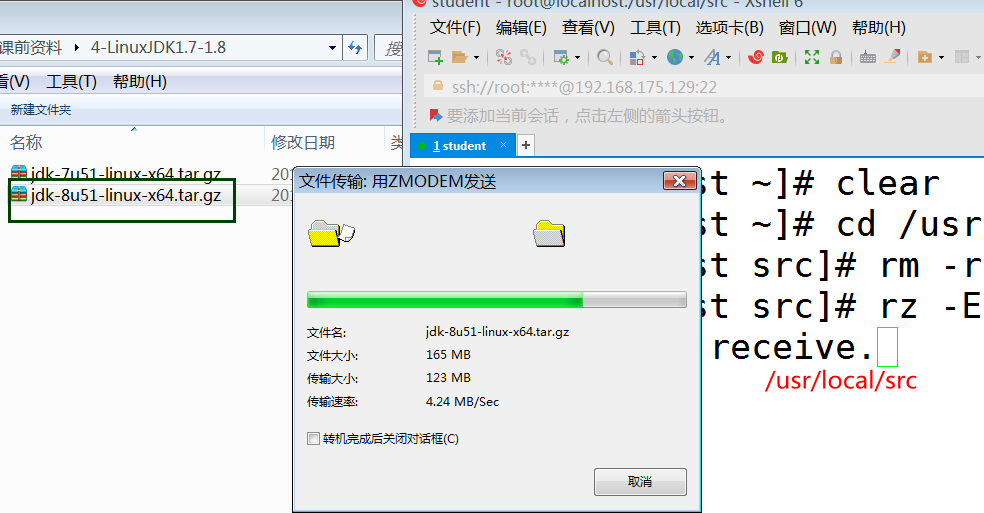 课前资料 ▸ 4-LinuxJDK1.7-1.8
看(V) 工具(T) 帮助(H)
新建文件夹
名称 修改日期 类
jdk-7u51-linux-x64.tar.gz 201
jdk-8u51-linux-x64.tar.gz 201
student - root@localhost:/usr/local/src - Xshell 6
文件(F) 编辑(E) 查看(V) 工具(T) 选项卡(B) 窗口(W) 帮助(H)
ssh://root:****@192.168.175.129:22
要添加当前会话，点击左侧的箭头按钮。
1 student × +
st ~]# clear
st ~]# cd /usr/
st src]# rm -r
st src]# rz -E
receive.
/usr/local/src
文件传输: 用ZMODEM发送
文件名: jdk-8u51-linux-x64.tar.gz
文件大小: 165 MB
传输大小: 123 MB
传输速率: 4.24 MB/Sec
转机完成后关闭对话框(C)
取消